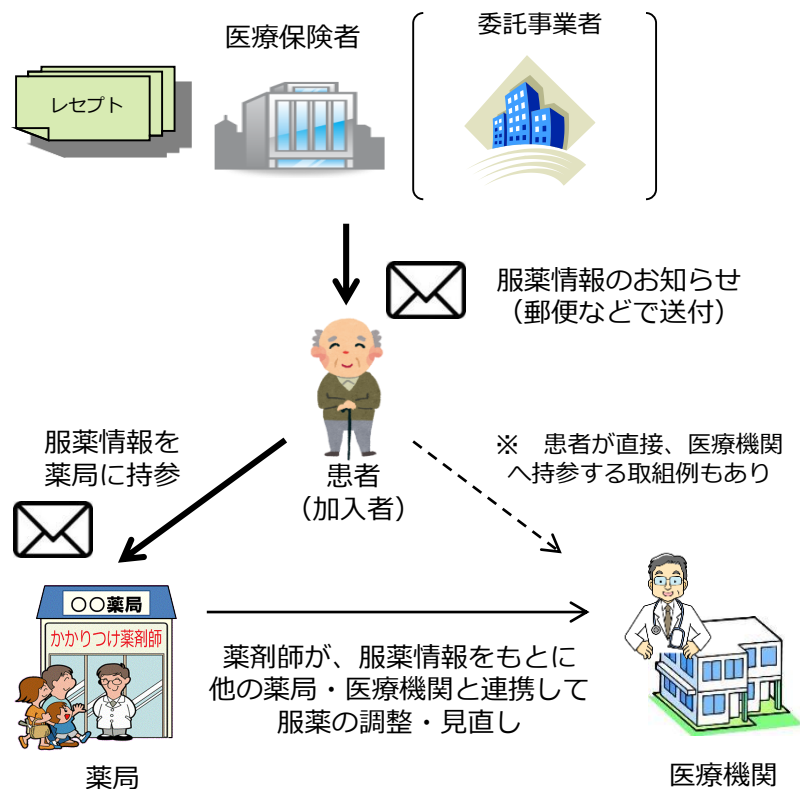 医療保険者
委託事業者
レセプト
服薬情報のお知らせ
（郵便などで送付）
服薬情報を
薬局に持参
※　患者が直接、医療機関
へ持参する取組例もあり
患者
（加入者）
〇〇薬局
かかりつけ薬剤師
薬剤師が、服薬情報をもとに
他の薬局・医療機関と連携して
服薬の調整・見直し
薬局
医療機関